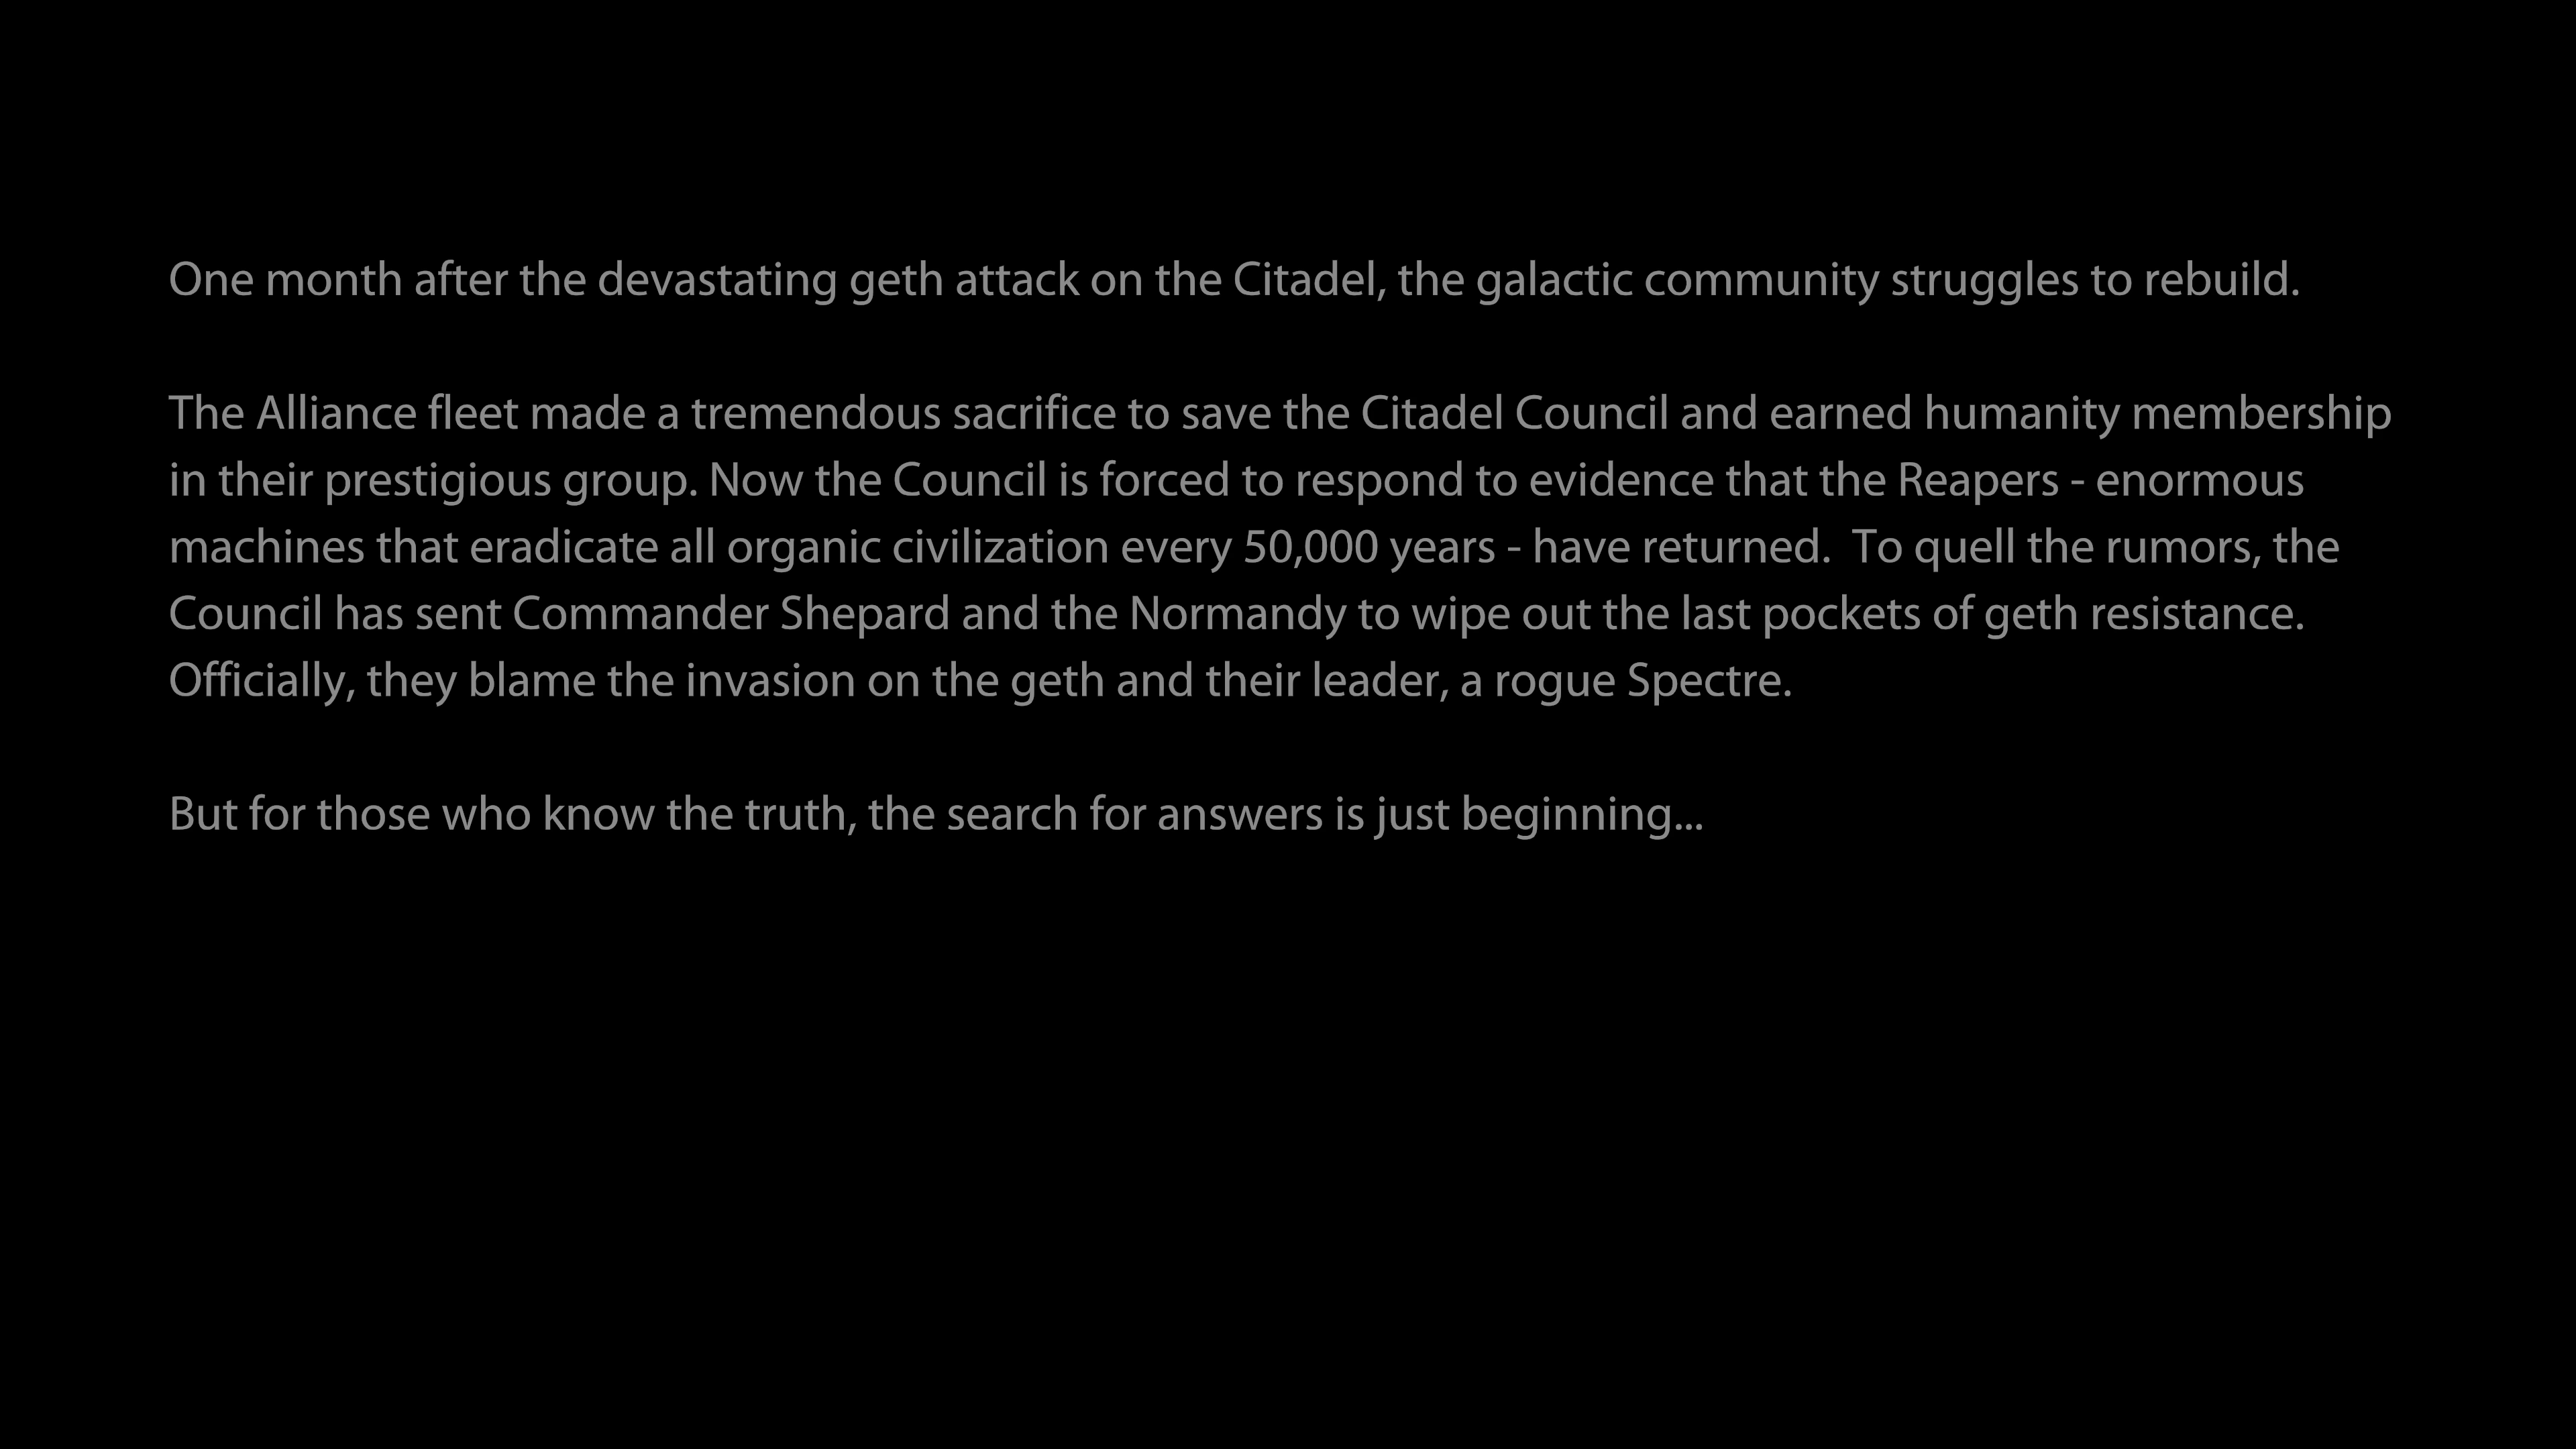 One month after the devastating geth attack on the Citadel, the galactic community struggles to rebuild.
The Alliance fleet made a tremendous sacrifice to save the Citadel Council and earned humanity membership
in their prestigious group. Now the Council is forced to respond to evidence that the Reapers - enormous
machines that eradicate all organic civilization every 50,000 years - have returned.  To quell the rumors, the
Council has sent Commander Shepard and the Normandy to wipe out the last pockets of geth resistance.
Officially, they blame the invasion on the geth and their leader, a rogue Spectre.
But for those who know the truth, the search for answers is just beginning...